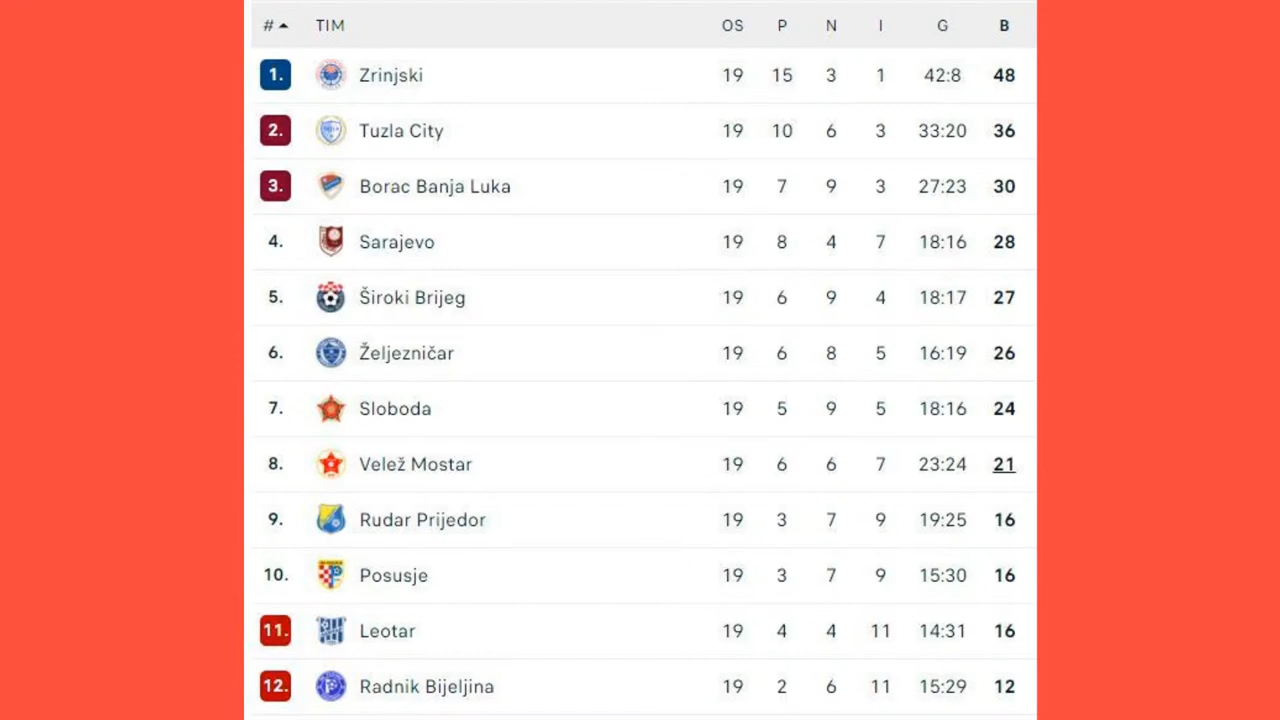 # TIM OS P N I G B
1. Zrinjski 19 15 3 1 42:8 48
2. Tuzla City 19 10 6 3 33:20 36
3. Borac Banja Luka 19 7 9 3 27:23 30
4. Sarajevo 19 8 4 7 18:16 28
5. Široki Brijeg 19 6 9 4 18:17 27
6. Željezničar 19 6 8 5 16:19 26
7. Sloboda 19 5 9 5 18:16 24
8. Velež Mostar 19 6 6 7 23:24 21
9. Rudar Prijedor 19 3 7 9 19:25 16
10. Posusje 19 3 7 9 15:30 16
11. Leotar 19 4 4 11 14:31 16
12. Radnik Bijeljina 19 2 6 11 15:29 12